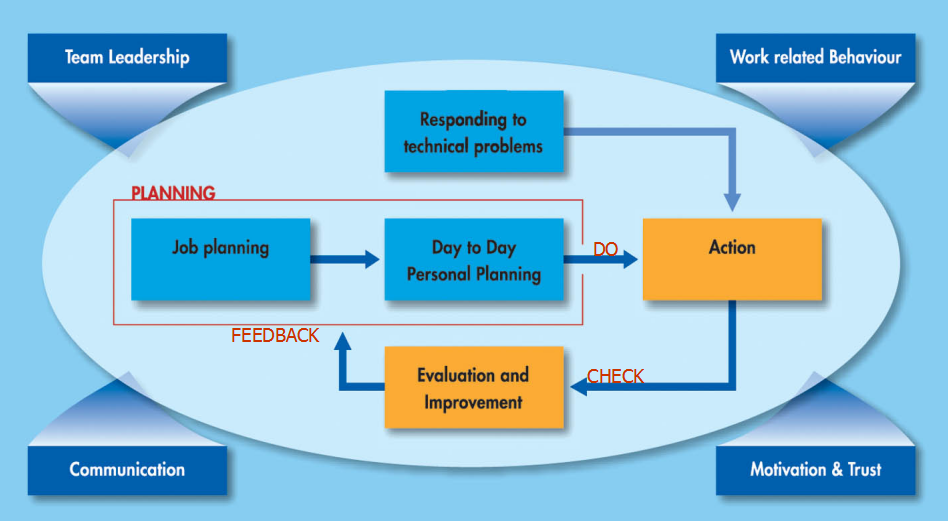 Team Leadership
Work related Behaviour
Responding to
technical problems
PLANNING
Job planning
Day to Day
Personal Planning
DO
Action
FEEDBACK
Evaluation and
Improvement
CHECK
Communication
Motivation & Trust